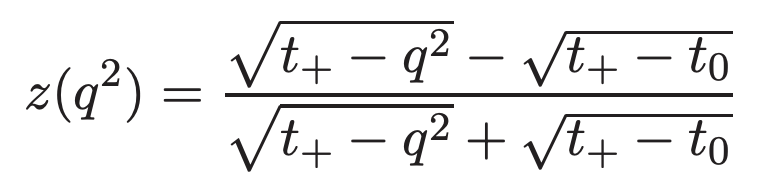 $z(q^2) = \frac{\sqrt{t_+ - q^2} - \sqrt{t_+ - t_0}}{\sqrt{t_+ - q^2} + \sqrt{t_+ - t_0}}$